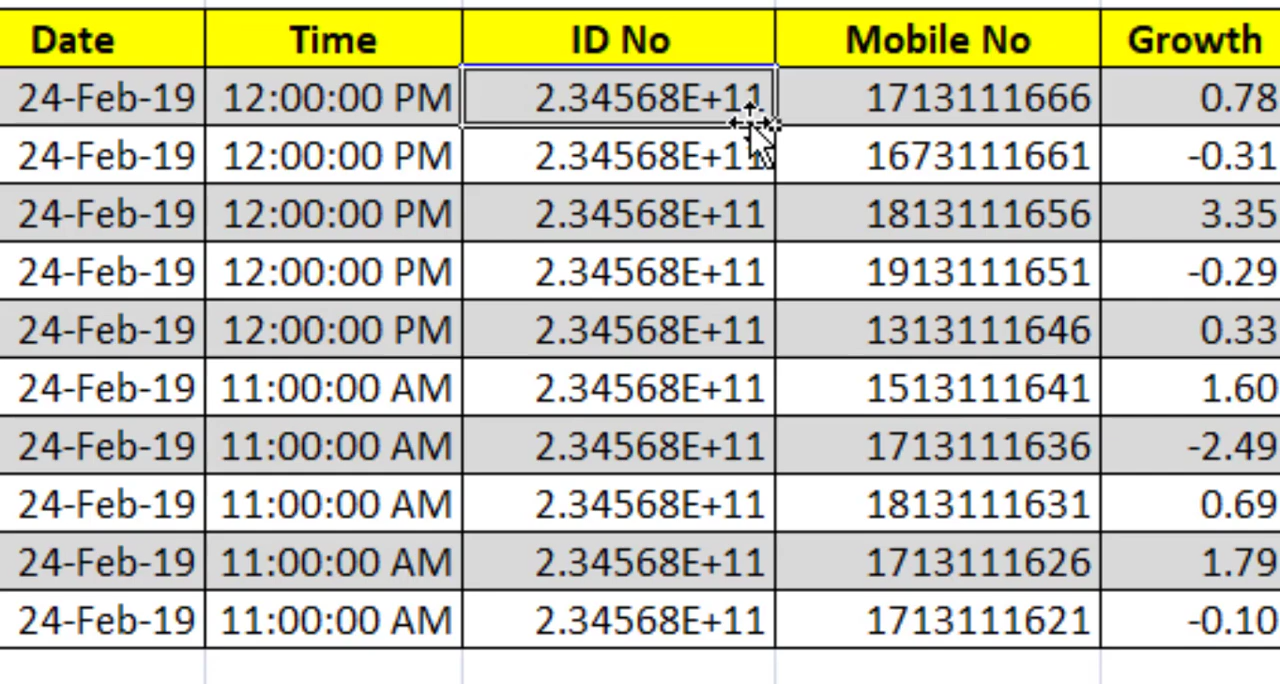 Date Time ID No Mobile No Growth
24-Feb-19 12:00:00 PM 2.34568E+11 1713111666 0.78
24-Feb-19 12:00:00 PM 2.34568E+11 1673111661 -0.31
24-Feb-19 12:00:00 PM 2.34568E+11 1813111656 3.35
24-Feb-19 12:00:00 PM 2.34568E+11 1913111651 -0.29
24-Feb-19 12:00:00 PM 2.34568E+11 1313111646 0.33
24-Feb-19 11:00:00 AM 2.34568E+11 1513111641 1.60
24-Feb-19 11:00:00 AM 2.34568E+11 1713111636 -2.49
24-Feb-19 11:00:00 AM 2.34568E+11 1813111631 0.69
24-Feb-19 11:00:00 AM 2.34568E+11 1713111626 1.79
24-Feb-19 11:00:00 AM 2.34568E+11 1713111621 -0.10